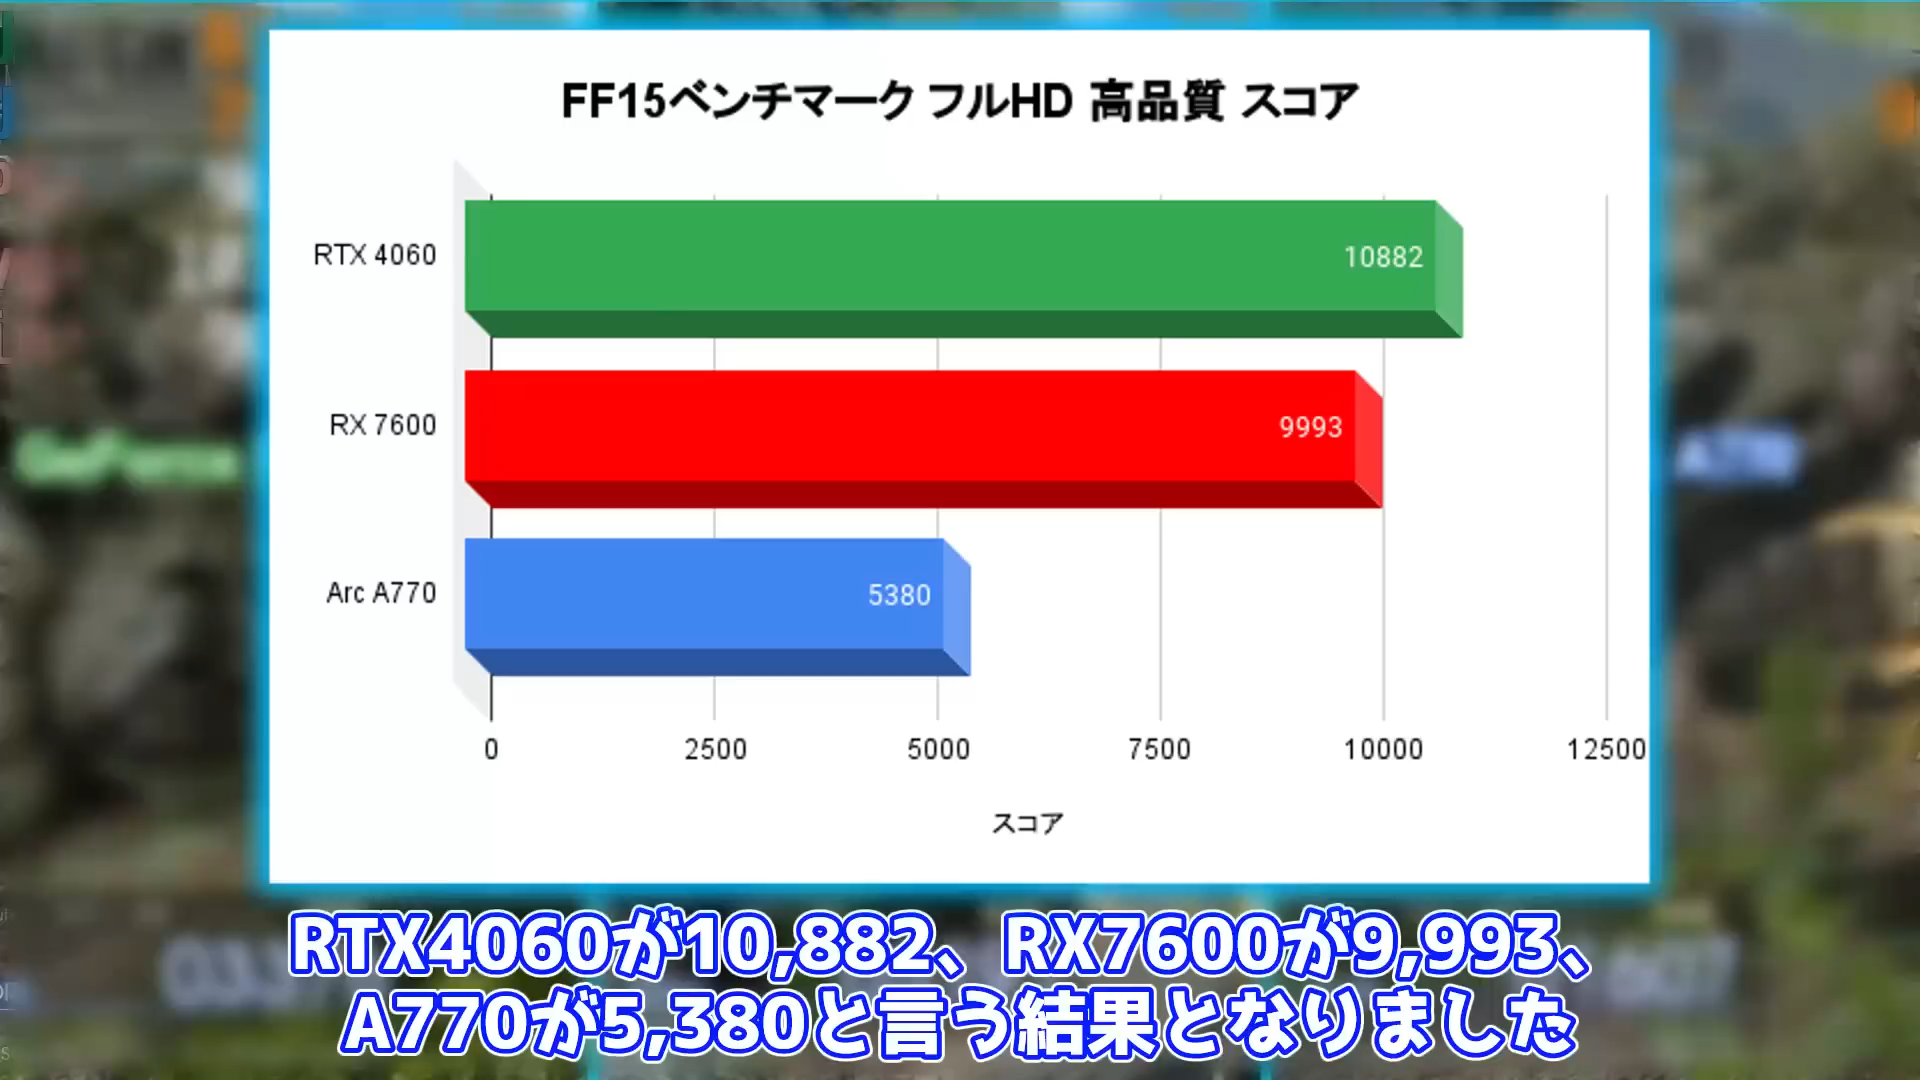 FF15ベンチマーク フルHD 高品質 スコア
RTX 4060
10882
RX 7600
9993
Arc A770
5380
0 2500 5000 7500 10000 12500
スコア
A770
RTX4060が10,882、RX7600が9,993、
A770が5,380と言う結果となりました